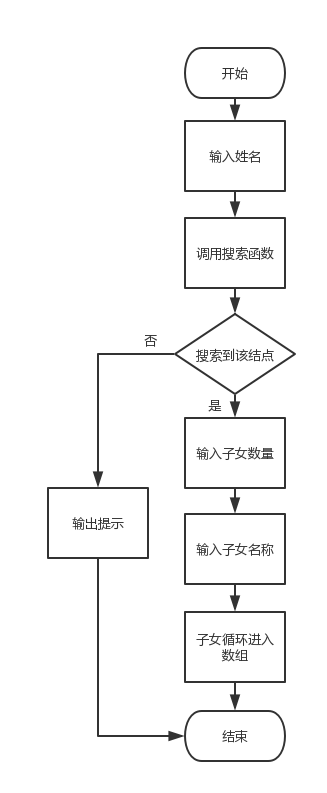 开始
输入姓名
调用搜索函数
搜索到该结点
否
是
输入子女数量
输出提示
输入子女名称
子女循环进入
数组
结束